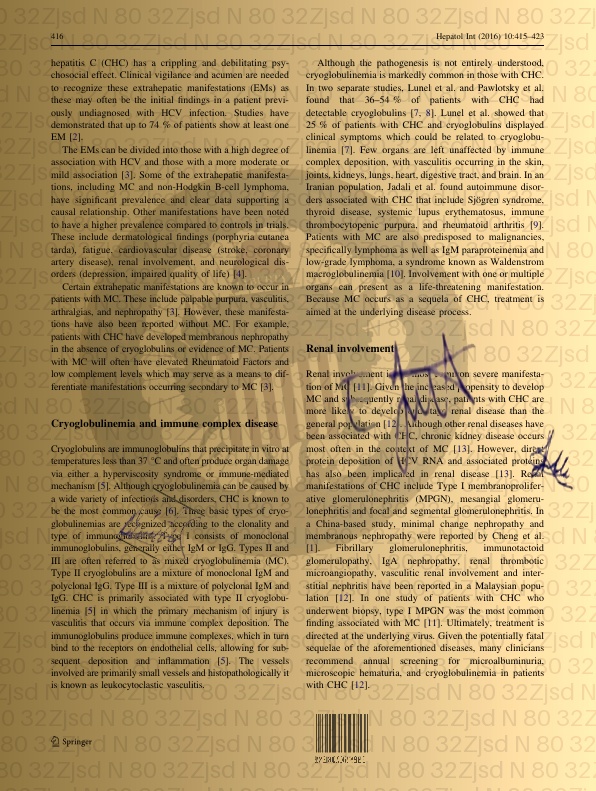 416
Hepatol Int (2016) 10:415–423
hepatitis C (CHC) has a crippling and debilitating psy-
chosocial effect. Clinical vigilance and acumen are needed
to recognize these extrahepatic manifestations (EMs) as
these may often be the initial findings in a patient previ-
ously undiagnosed with HCV infection. Studies have
demonstrated that up to 74 % of patients show at least one
EM [2].
The EMs can be divided into those with a high degree of
association with HCV and those with a more moderate or
mild association [3]. Some of the extrahepatic manifesta-
tions, including MC and non-Hodgkin B-cell lymphoma,
have significant prevalence and clear data supporting a
causal relationship. Other manifestations have been noted
to have a higher prevalence compared to controls in trials.
These include dermatological findings (porphyria cutanea
tarda), fatigue, cardiovascular disease (stroke, coronary
artery disease), renal involvement, and neurological dis-
orders (depression, impaired quality of life) [4].
Certain extrahepatic manifestations are known to occur in
patients with MC. These include palpable purpura, vasculitis,
arthralgias, and nephropathy [3]. However, these manifesta-
tions have also been reported without MC. For example,
patients with CHC have developed membranous nephropathy
in the absence of cryoglobulins or evidence of MC. Patients
with MC will often have elevated Rheumatoid Factors and
low complement levels which may serve as a means to dif-
ferentiate manifestations occurring secondary to MC [3].
Cryoglobulinemia and immune complex disease
Cryoglobulins are immunoglobulins that precipitate in vitro at
temperatures less than 37 °C and often produce organ damage
via either a hyperviscosity syndrome or immune-mediated
mechanism [5]. Although cryoglobulinemia can be caused by
a wide variety of infections and disorders, CHC is known to
be the most common cause [6]. Three basic types of cryo-
globulinemias are recognized according to the clonality and
type of immunoglobulin. Type I consists of monoclonal
immunoglobulins, generally either IgM or IgG. Types II and
III are often referred to as mixed cryoglobulinemia (MC).
Type II cryoglobulins are a mixture of monoclonal IgM and
polyclonal IgG. Type III is a mixture of polyclonal IgM and
IgG. CHC is primarily associated with type II cryoglobu-
linemia [5] in which the primary mechanism of injury is
vasculitis that occurs via immune complex deposition. The
immunoglobulins produce immune complexes, which in turn
bind to the receptors on endothelial cells, allowing for sub-
sequent deposition and inflammation [5]. The vessels
involved are primarily small vessels and histopathologically it
is known as leukocytoclastic vasculitis.
Although the pathogenesis is not entirely understood,
cryoglobulinemia is markedly common in those with CHC.
In two separate studies, Lunel et al. and Pawlotsky et al.
found that 36–54 % of patients with CHC had
detectable cryoglobulins [7, 8]. Lunel et al. showed that
25 % of patients with CHC and cryoglobulins displayed
clinical symptoms which could be related to cryoglobu-
linemia [7]. Few organs are left unaffected by immune
complex deposition, with vasculitis occurring in the skin,
joints, kidneys, lungs, heart, digestive tract, and brain. In an
Iranian population, Jadali et al. found autoimmune disor-
ders associated with CHC that include Sjögren syndrome,
thyroid disease, systemic lupus erythematosus, immune
thrombocytopenic purpura, and rheumatoid arthritis [9].
Patients with MC are also predisposed to malignancies,
specifically lymphoma as well as IgM paraproteinemia and
low-grade lymphoma, a syndrome known as Waldenstrom
macroglobulinemia [10]. Involvement with one or multiple
organs can present as a life-threatening manifestation.
Because MC occurs as a sequela of CHC, treatment is
aimed at the underlying disease process.
Renal involvement
Renal involvement is most common severe manifesta-
tion of MC [11]. Given the increased propensity to develop
MC and subsequently renal disease, patients with CHC are
more likely to develop renal disease than the
general population [12]. Although other renal diseases have
been associated with CHC, chronic kidney disease occurs
most often in the context of MC [13]. However, direct
protein deposition of HCV RNA and associated proteins
has also been implicated in renal disease [13]. Renal
manifestations of CHC include Type I membranoprolifer-
ative glomerulonephritis (MPGN), mesangial glomeru-
lonephritis and focal and segmental glomerulonephritis. In
a China-based study, minimal change nephropathy and
membranous nephropathy were reported by Cheng et al.
[1]. Fibrillary glomerulonephritis, immunotactoid
glomerulopathy, IgA nephropathy, renal thrombotic
microangiopathy, vasculitic renal involvement and inter-
stitial nephritis have been reported in a Malaysian popu-
lation [12]. In one study of patients with CHC who
underwent biopsy, type I MPGN was the most common
finding associated with MC [11]. Ultimately, treatment is
directed at the underlying virus. Given the potentially fatal
sequelae of the aforementioned diseases, many clinicians
recommend annual screening for microalbuminuria,
microscopic hematuria, and cryoglobulinemia in patients
with CHC [12].
Springer